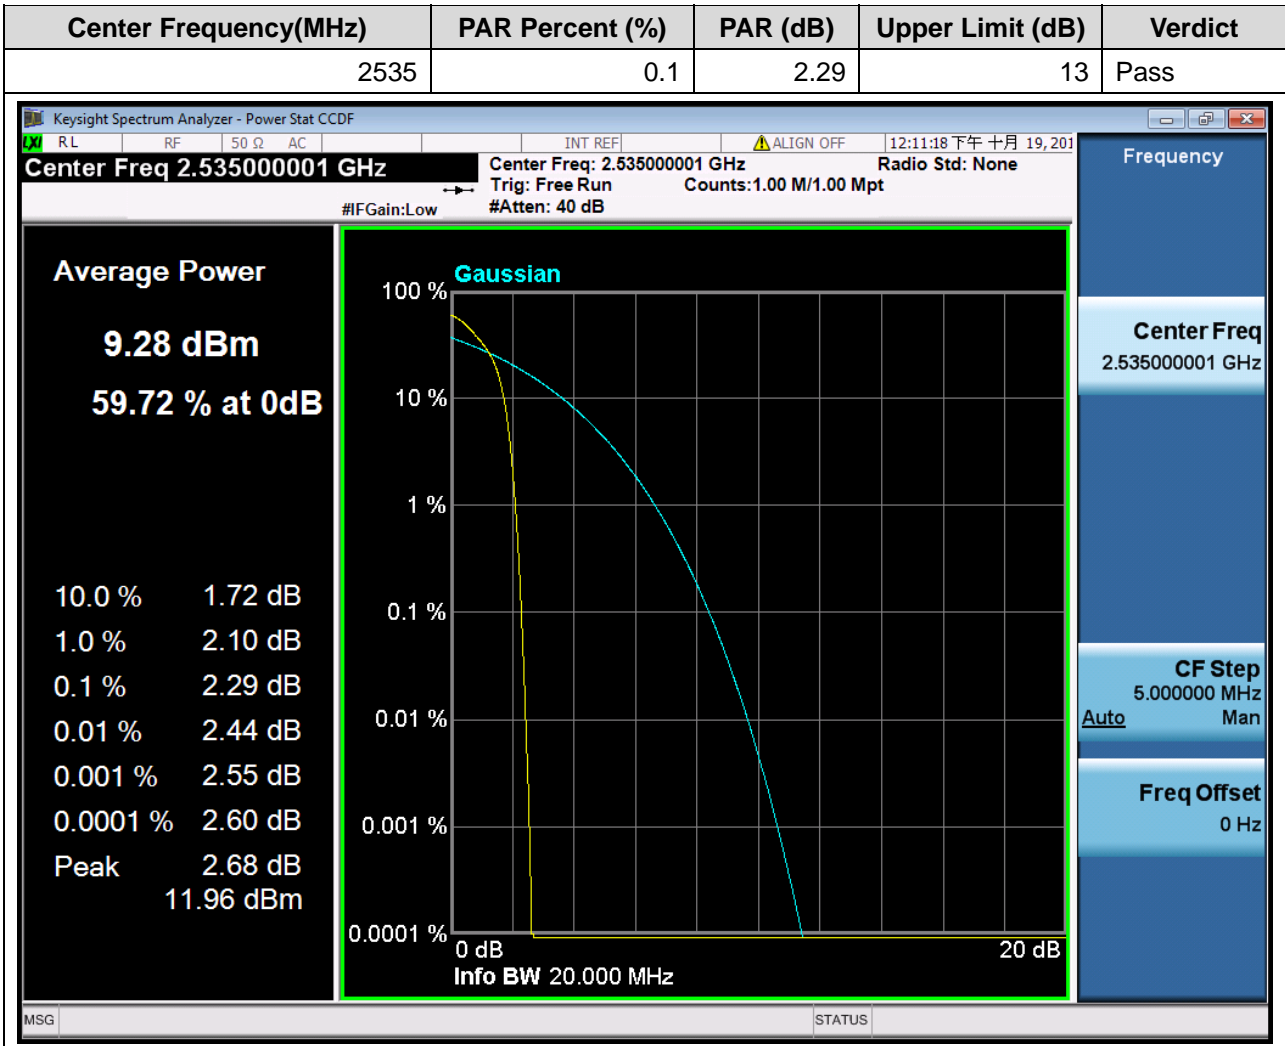 Center Frequency(MHz) PAR Percent (%) PAR (dB) Upper Limit (dB) Verdict
2535 0.1 2.29 13 Pass
Keysight Spectrum Analyzer - Power Stat CCDF
LXI RL RF 50 Ω AC INT REF ALIGN OFF 12:11:18 下午 十月 19, 201
Center Freq 2.535000001 GHz
#IFGain:Low
Center Freq: 2.535000001 GHz Radio Std: None
Trig: Free Run Counts:1.00 M/1.00 Mpt
#Atten: 40 dB
Average Power
9.28 dBm
59.72 % at 0dB
10.0 % 1.72 dB
1.0 % 2.10 dB
0.1 % 2.29 dB
0.01 % 2.44 dB
0.001 % 2.55 dB
0.0001 % 2.60 dB
Peak 2.68 dB
11.96 dBm
Gaussian
100 %
10 %
1 %
0.1 %
0.01 %
0.001 %
0.0001 %
0 dB 20 dB
Info BW 20.000 MHz
Frequency
Center Freq
2.535000001 GHz
CF Step
5.000000 MHz
Auto Man
Freq Offset
0 Hz
MSG STATUS